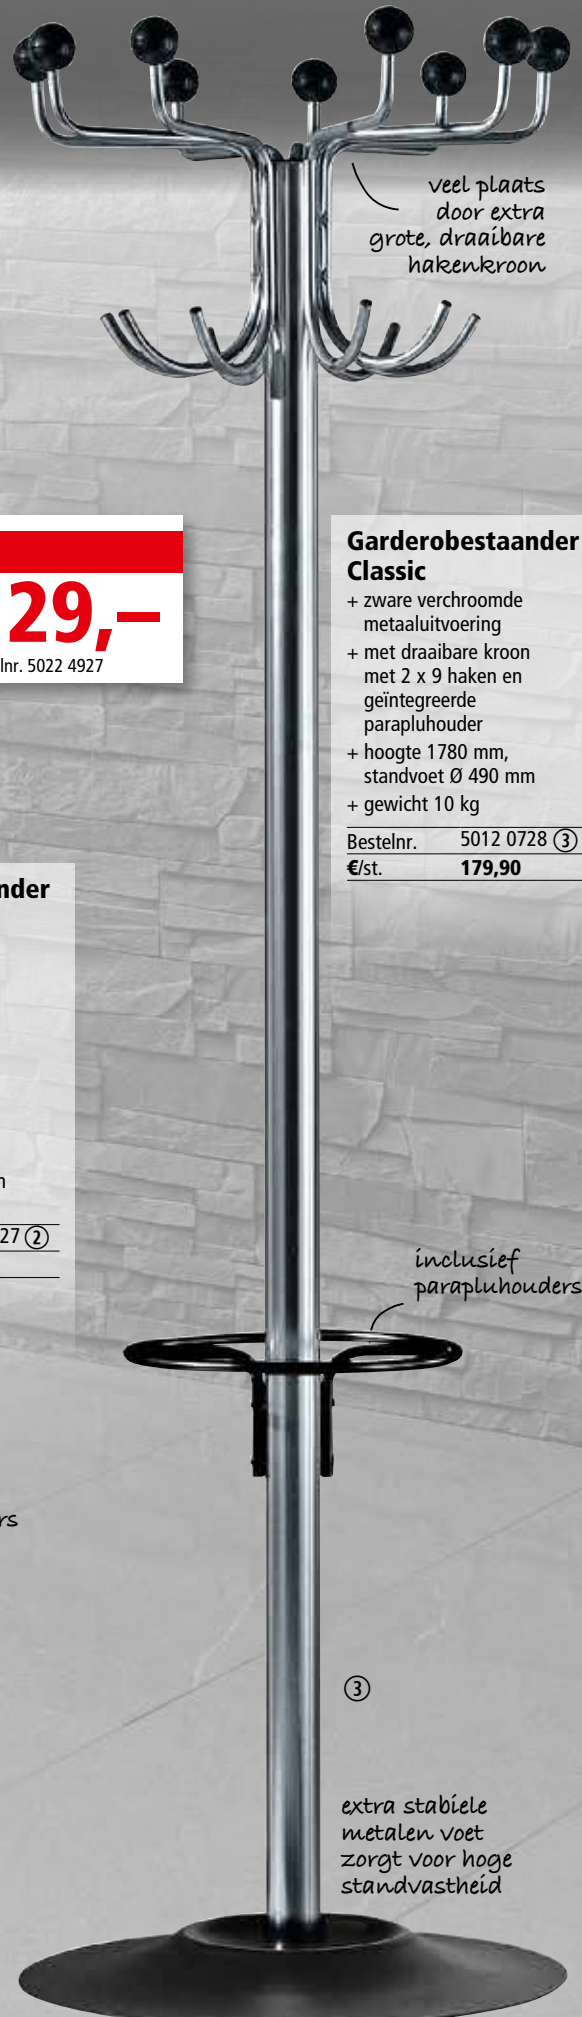 veel plaats
door extra
grote, draaibare
hakenkroon
29,–
lnr. 5022 4927
Garderobestaander
Classic
+ zware verchroomde
metaaluitvoering
+ met draaibare kroon
met 2 x 9 haken en
geïntegreerde
parapluhouder
+ hoogte 1780 mm,
standvoet Ø 490 mm
+ gewicht 10 kg
Bestelnr. 5012 0728 ③
€/st. 179,90
nder
27 ②
inclusief
parapluhouders
rs
③
extra stabiele
metalen voet
zorgt voor hoge
standvastheid